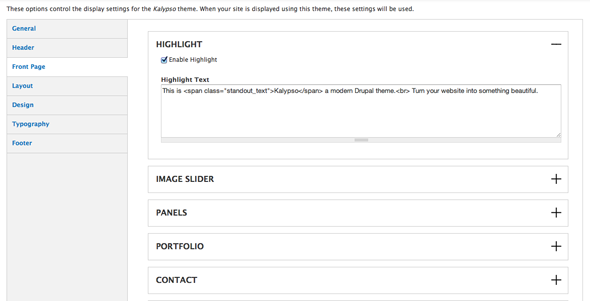 These options control the display settings for the Kalypso theme. When your site is displayed using this theme, these settings will be used.
General
Header
Front Page
Layout
Design
Typography
Footer
HIGHLIGHT
Enable Highlight
Highlight Text
This is <span class="standout_text">Kalypso</span> a modern Drupal theme.<br> Turn your website into something beautiful.
IMAGE SLIDER
PANELS
PORTFOLIO
CONTACT